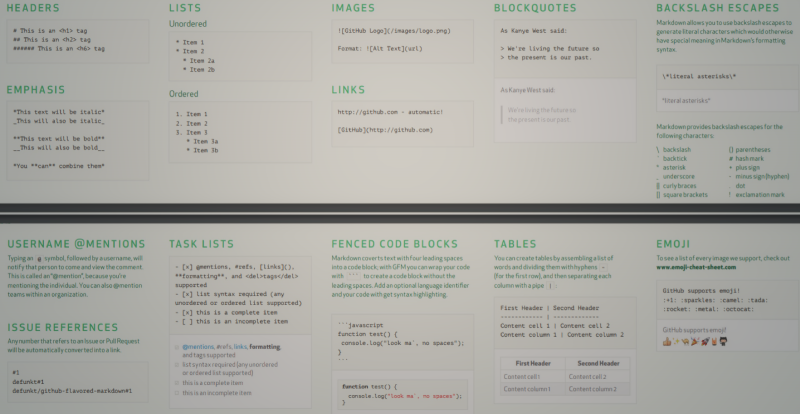 HEADERS
# This is an <h1> tag
## This is an <h2> tag
###### This is an <h6> tag
EMPHASIS
*This text will be italic*
_This will also be italic_
**This text will be bold**
__This will also be bold__
*You **can** combine them*
LISTS
Unordered
* Item 1
* Item 2
* Item 2a
* Item 2b
Ordered
1. Item 1
2. Item 2
3. Item 3
* Item 3a
* Item 3b
IMAGES
![GitHub Logo](/images/logo.png)
Format: ![Alt Text](url)
LINKS
http://github.com - automatic!
[GitHub](http://github.com)
BLOCKQUOTES
As Kanye West said:
> We're living the future so
> the present is our past.
As Kanye West said:
We're living the future so
the present is our past.
BACKSLASH ESCAPES
Markdown allows you to use backslash escapes to
generate literal characters which would otherwise
have special meaning in Markdown's formatting
syntax.
\*literal asterisks\*
*literal asterisks*
Markdown provides backslash escapes for the
following characters:
\ backslash
` backtick
* asterisk
_ underscore
{} curly braces
[] square brackets
() parentheses
# hash mark
+ plus sign
- minus sign (hyphen)
. dot
! exclamation mark
USERNAME @MENTIONS
Typing an @ symbol, followed by a username, will
notify that person to come and view the comment.
This is called an "@mention", because you're
mentioning the individual. You can also @mention
teams within an organization.
ISSUE REFERENCES
Any number that refers to an Issue or Pull Request
will be automatically converted into a link.
#1
defunkt#1
defunkt/github-flavored-markdown#1
TASK LISTS
- [x] @mentions, #refs, [links](),
**formatting**, and <del>tags</del>
supported
- [x] list syntax required (any
unordered or ordered list supported)
- [x] this is a complete item
- [ ] this is an incomplete item
@mentions, #refs, links, formatting,
and tags supported
list syntax required (any unordered
or ordered list supported)
this is a complete item
this is an incomplete item
FENCED CODE BLOCKS
Markdown coverts text with four leading spaces
into a code block; with GFM you can wrap your code
with ``` to create a code block without the
leading spaces. Add an optional language identifier
and your code with get syntax highlighting.
```javascript
function test() {
console.log("look ma`, no spaces");
}
```
function test() {
console.log("look ma`, no spaces");
}
TABLES
You can create tables by assembling a list of
words and dividing them with hyphens -
(for the first row), and then separating each
column with a pipe |:
First Header | Second Header
------------ | -------------
Content cell 1 | Content cell 2
Content column 1 | Content column 2
First Header Second Header
Content cell 1 Content cell 2
Content column 1 Content column 2
EMOJI
To see a list of every image we support, check out
www.emoji-cheat-sheet.com
GitHub supports emoji!
:+1: :sparkles: :camel: :tada:
:rocket: :metal: :octocat:
GitHub supports emoji!